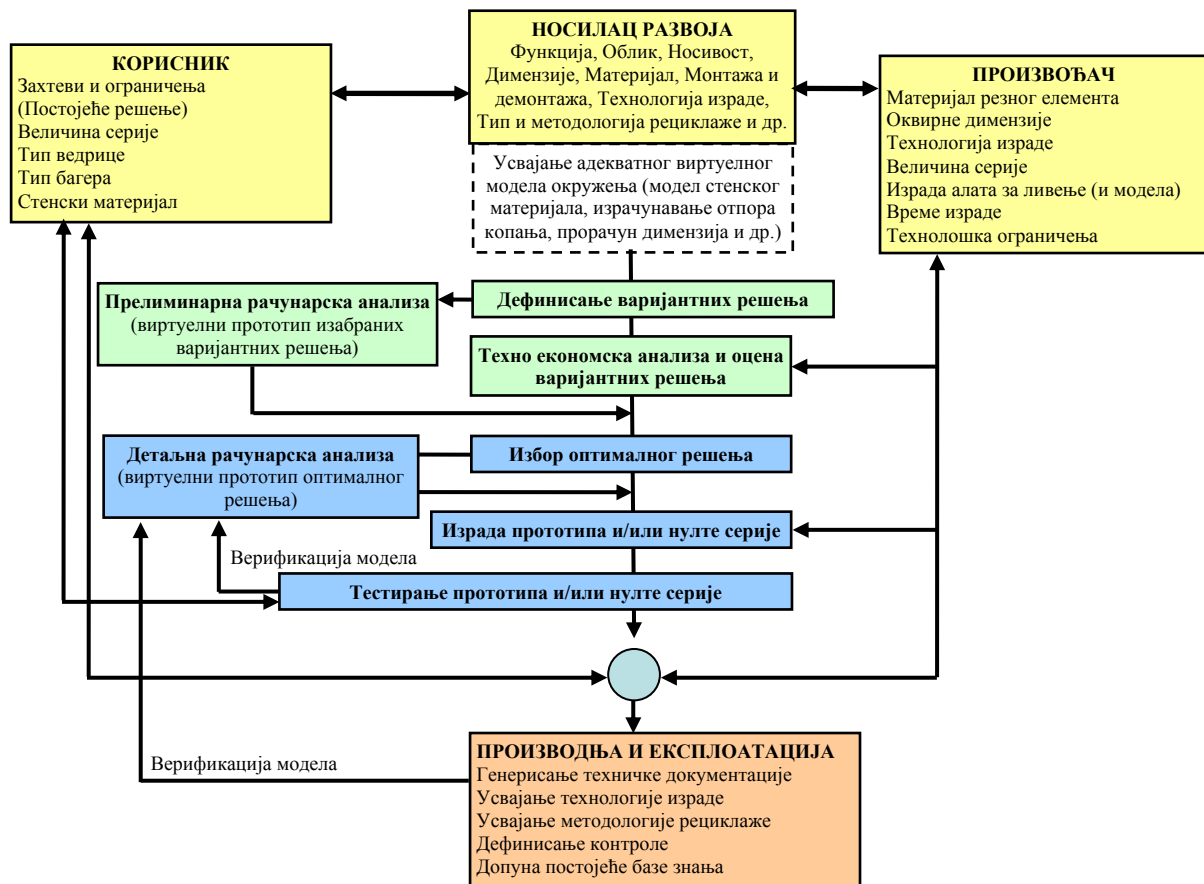 НОСИЛАЦ РАЗВОЈА
Функција, Облик, Носивост,
Димензије, Материјал, Монтажа и
демонтажа, Технологија израде,
Тип и методологија рециклаже и др.
КОРИСНИК
Захтеви и ограничења
(Постојеће решење)
Величина серије
Тип ведрице
Тип багера
Стенски материјал
ПРОИЗВОЂАЧ
Материјал резног елемента
Оквирне димензије
Технологија израде
Величина серије
Израда алата за ливење (и модела)
Време израде
Технолошка ограничења
Усвајање адекватног виртуелног
модела окружења (модел стенског
материјала, израчунавање отпора
копања, прорачун димензија и др.)
Прелиминарна рачунарска анализа
(виртуелни прототип изабраних
варијантних решења)
Дефинисање варијантних решења
Техно економска анализа и оцена
варијантних решења
Детаљна рачунарска анализа
(виртуелни прототип оптималног
решења)
Избор оптималног решења
Израда прототипа и/или нулте серије
Верификација модела
Тестирање прототипа и/или нулте серије
Верификација модела
ПРОИЗВОДЊА И ЕКСПЛОАТАЦИЈА
Генерисање техничке документације
Усвајање технологије израде
Усвајање методологије рециклаже
Дефинисање контроле
Допуна постојеће базе знања